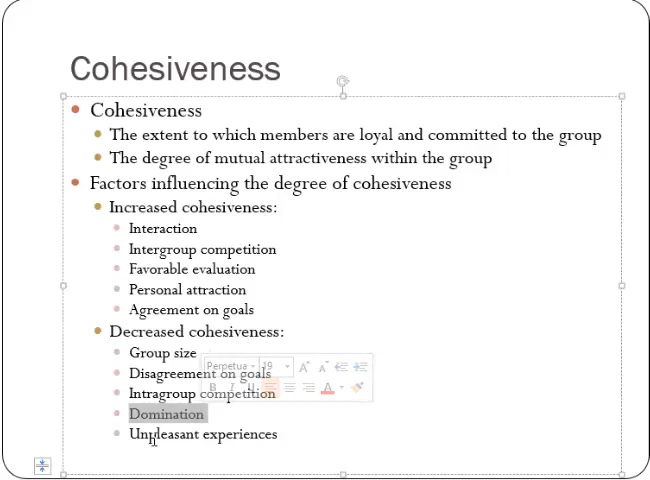 Cohesiveness
Cohesiveness
The extent to which members are loyal and committed to the group
The degree of mutual attractiveness within the group
Factors influencing the degree of cohesiveness
Increased cohesiveness:
Interaction
Intergroup competition
Favorable evaluation
Personal attraction
Agreement on goals
Decreased cohesiveness:
Group size
Perpetua 19 A A
Disagreement on goals
B I U A
Intragroup competition
Domination
Unpleasant experiences